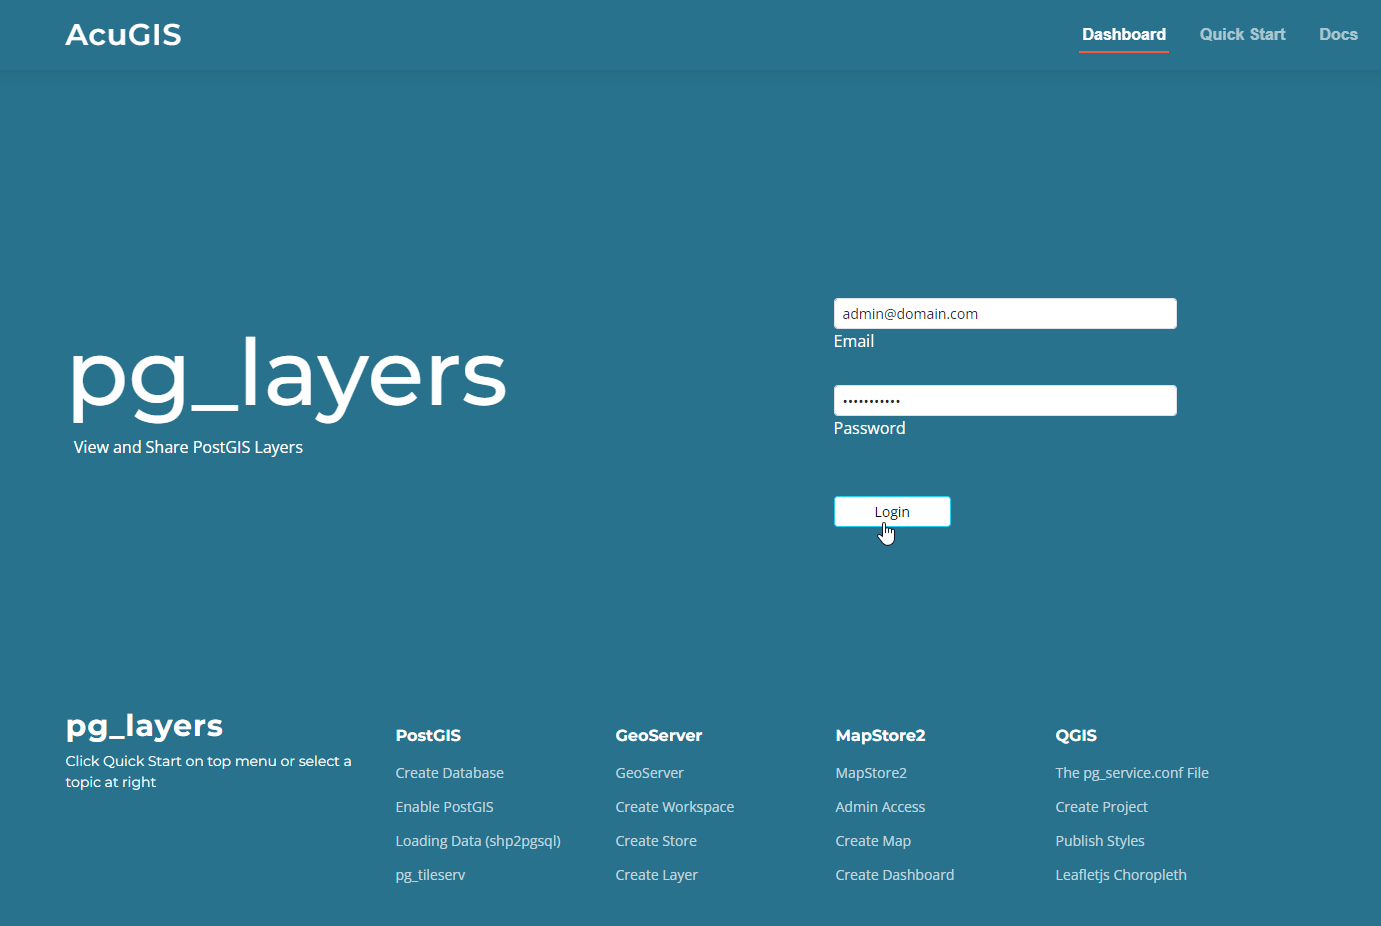 AcuGIS
Dashboard Quick Start Docs
admin@domain.com
Email
pg_layers
View and Share PostGIS Layers
•••••••••••
Password
Login
pg_layers
Click Quick Start on top menu or select a
topic at right
PostGIS
Create Database
Enable PostGIS
Loading Data (shp2pgsql)
pg_tileserv
GeoServer
GeoServer
Create Workspace
Create Store
Create Layer
MapStore2
MapStore2
Admin Access
Create Map
Create Dashboard
QGIS
The pg_service.conf File
Create Project
Publish Styles
Leafletjs Choropleth